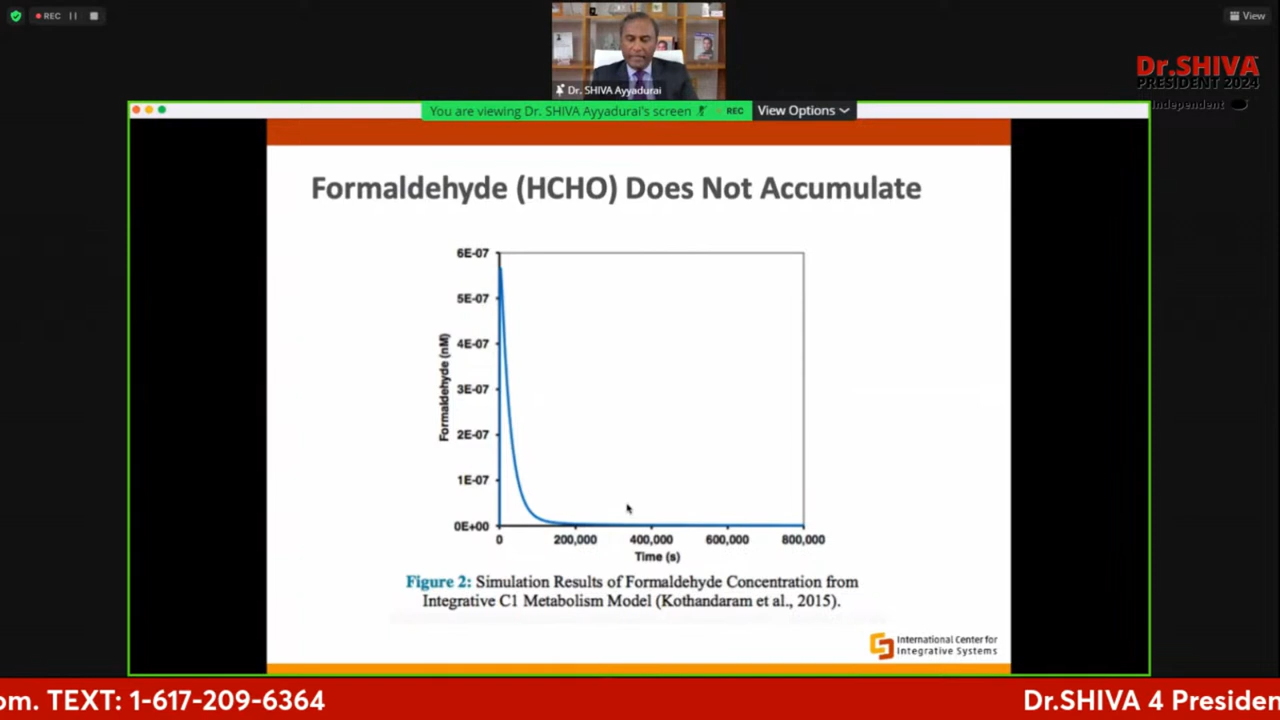 REC
View
Dr. SHIVA Ayyadurai
Dr.SHIVA
PRESIDENT 2024
Independent
You are viewing Dr. SHIVA Ayyadurai's screen
REC
View Options
Formaldehyde (HCHO) Does Not Accumulate
6E-07
5E-07
4E-07
3E-07
2E-07
1E-07
0E+00
Formaldehyde (nM)
0 200,000 400,000 600,000 800,000
Time (s)
Figure 2: Simulation Results of Formaldehyde Concentration from
Integrative C1 Metabolism Model (Kothandaram et al., 2015).
International Center for
Integrative Systems
om. TEXT: 1-617-209-6364
Dr.SHIVA 4 Presiden